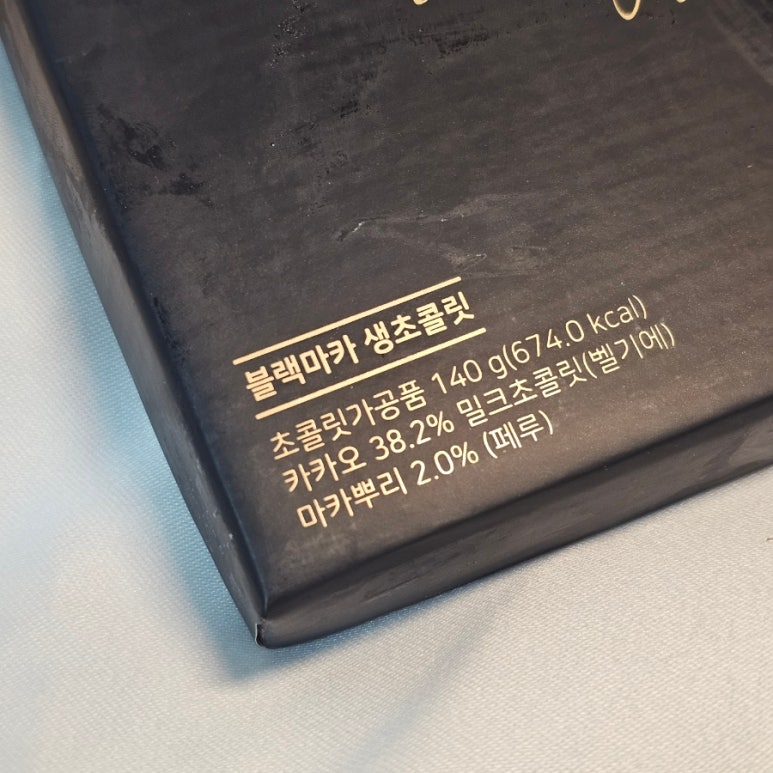 블랙마카 생초콜릿
초콜릿가공품 140 g(674.0 kcal)
카카오 38.2% 밀크초콜릿(벨기에)
마카뿌리 2.0% (페루)